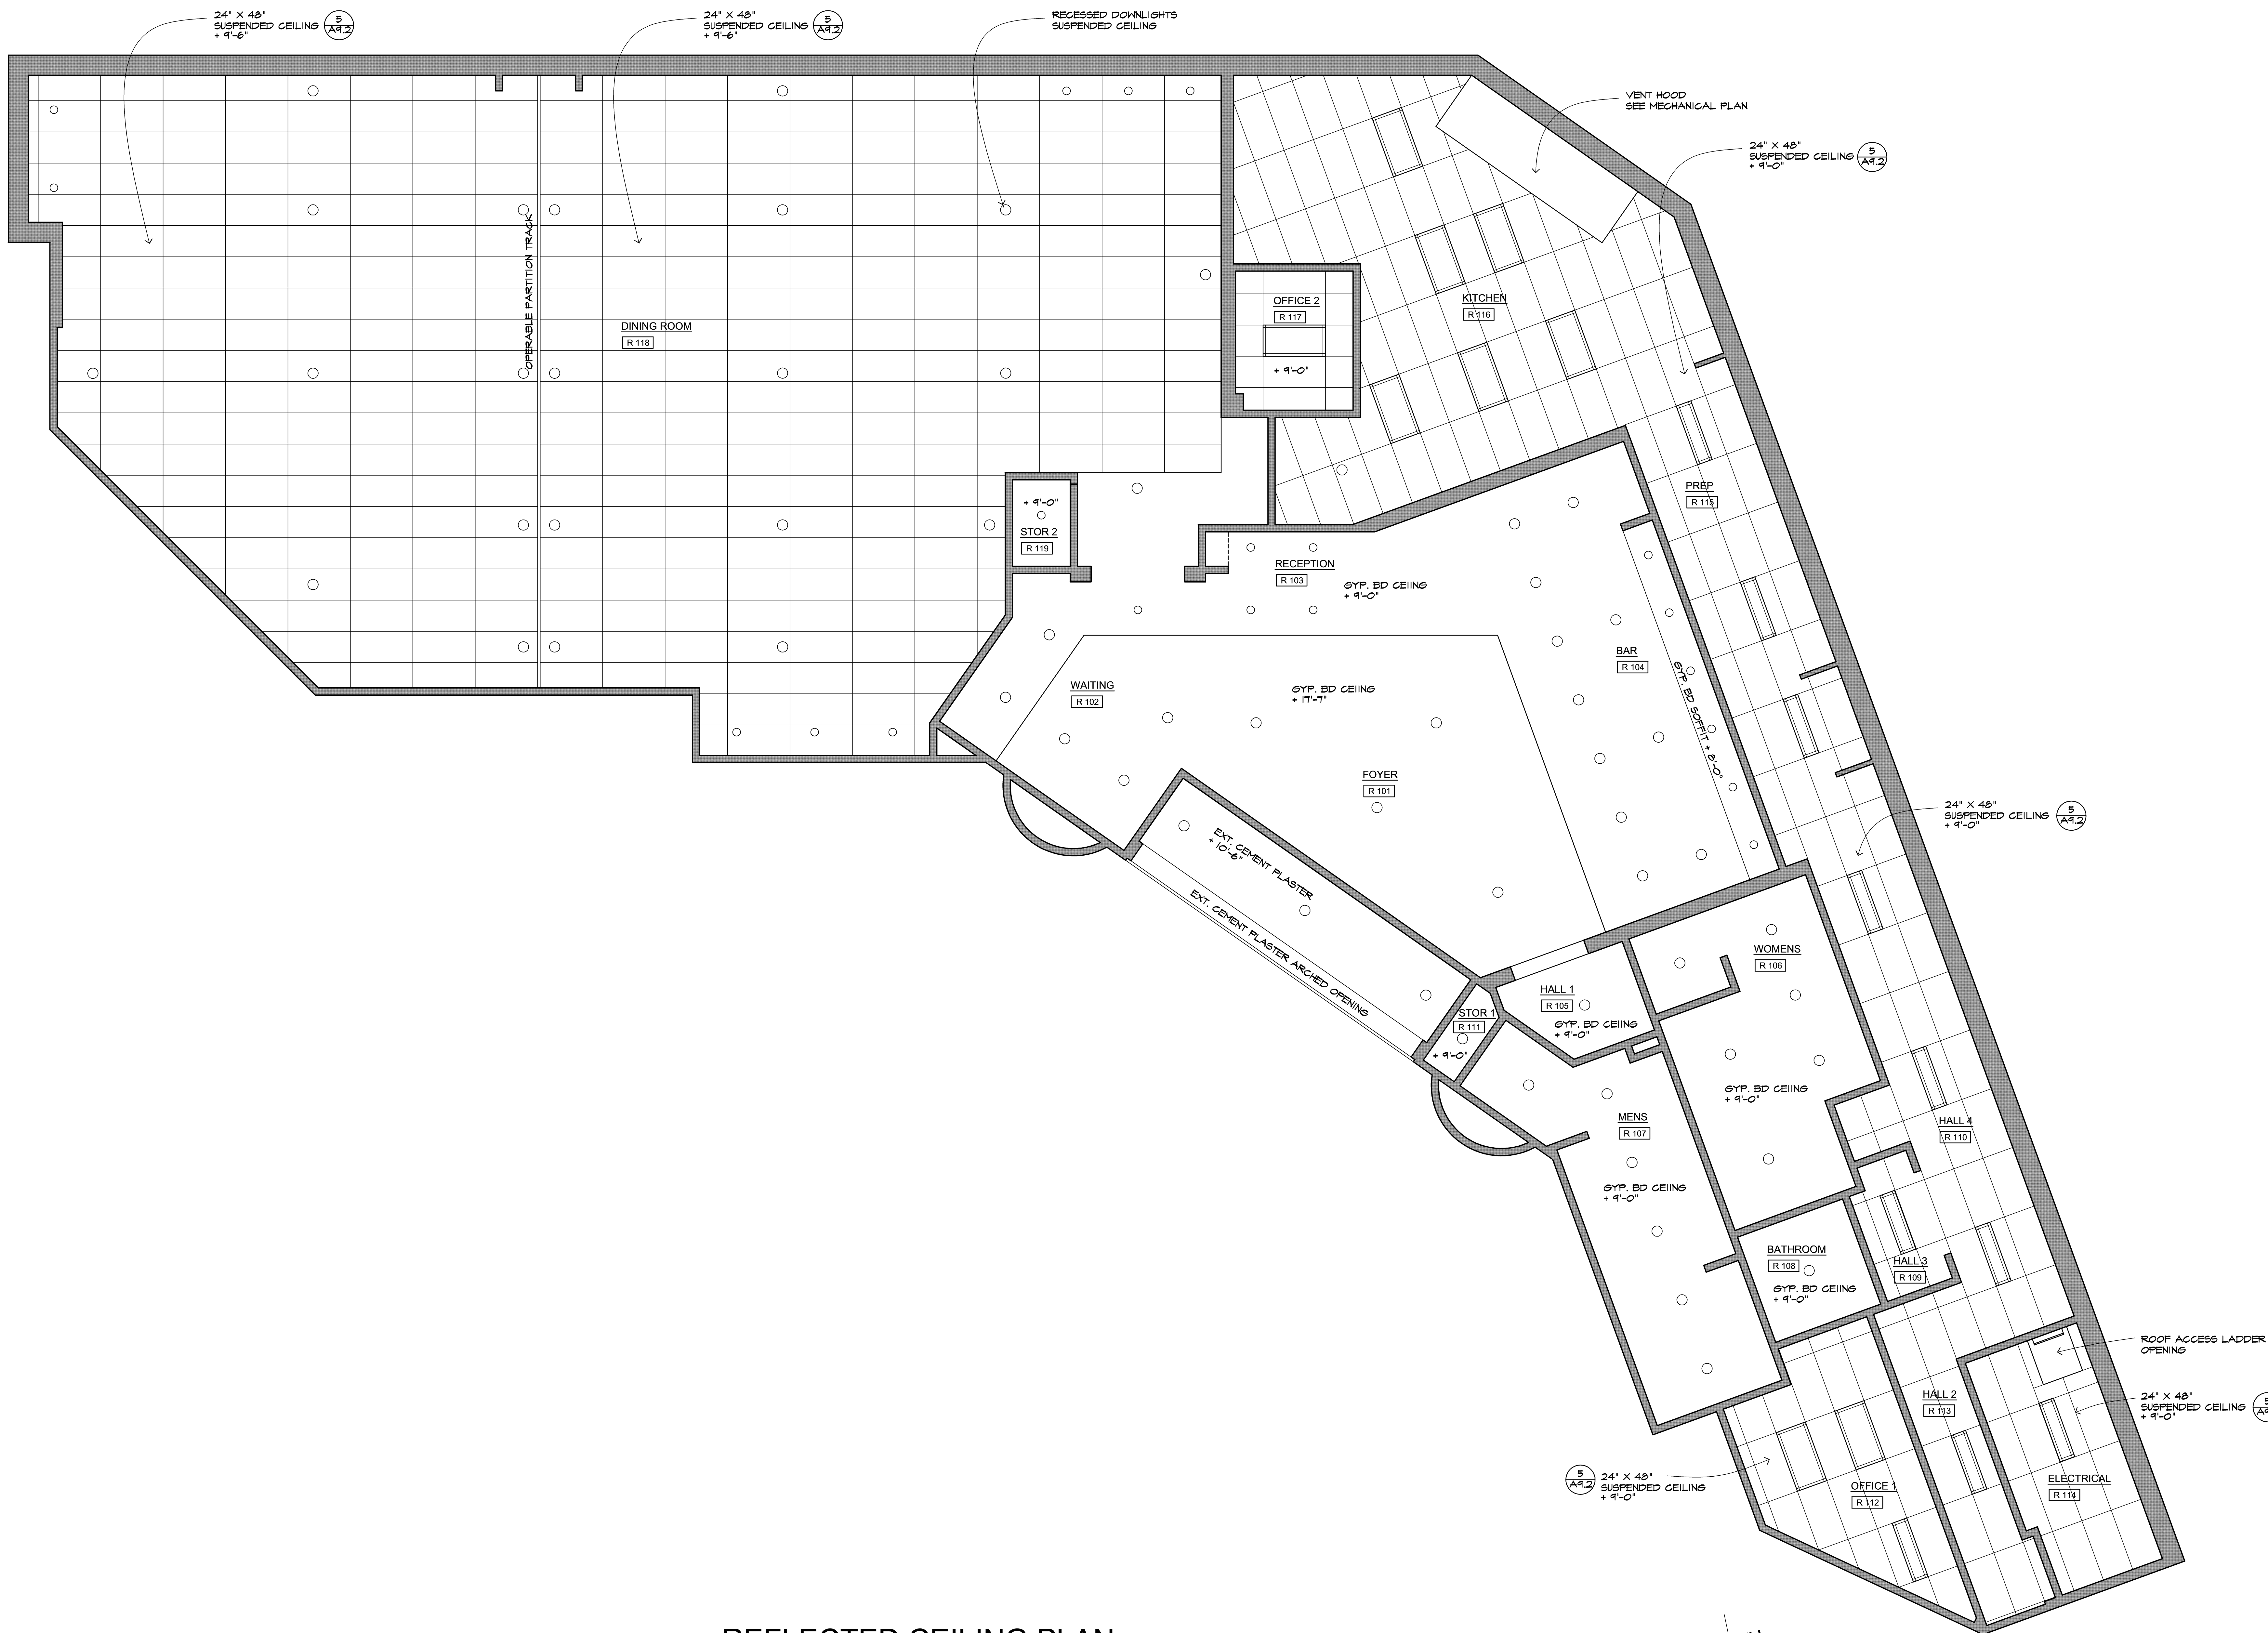 24" X 48"
SUSPENDED CEILING
+ 9'-6"
5
A9.2
24" X 48"
SUSPENDED CEILING
+ 9'-6"
5
A9.2
RECESSED DOWNLIGHTS
SUSPENDED CEILING
VENT HOOD
SEE MECHANICAL PLAN
24" X 48"
SUSPENDED CEILING
+ 9'-0"
5
A9.2
OPERABLE PARTITION TRACK
DINING ROOM
R 118
OFFICE 2
R 117
+ 9'-0"
KITCHEN
R 116
PREP
R 115
+ 9'-0"
STOR 2
R 119
RECEPTION
R 103
GYP. BD CEIING
+ 9'-0"
BAR
R 104
GYP. BD SOFFIT + 8'-0"
WAITING
R 102
GYP. BD CEIING
+ 17'-7"
FOYER
R 101
24" X 48"
SUSPENDED CEILING
+ 9'-0"
5
A9.2
EXT. CEMENT PLASTER
+ 10'-6"
EXT. CEMENT PLASTER ARCHED OPENING
WOMENS
R 106
HALL 1
R 105
GYP. BD CEIING
+ 9'-0"
STOR 1
R 111
+ 9'-0"
GYP. BD CEIING
+ 9'-0"
MENS
R 107
HALL 4
R 110
GYP. BD CEIING
+ 9'-0"
BATHROOM
R 108
GYP. BD CEIING
+ 9'-0"
HALL 3
R 109
ROOF ACCESS LADDER
OPENING
HALL 2
R 113
24" X 48"
SUSPENDED CEILING
+ 9'-0"
5
24" X 48"
SUSPENDED CEILING
+ 9'-0"
5
A9.2
OFFICE 1
R 112
ELECTRICAL
R 114
REFLECTED CEILING PLAN